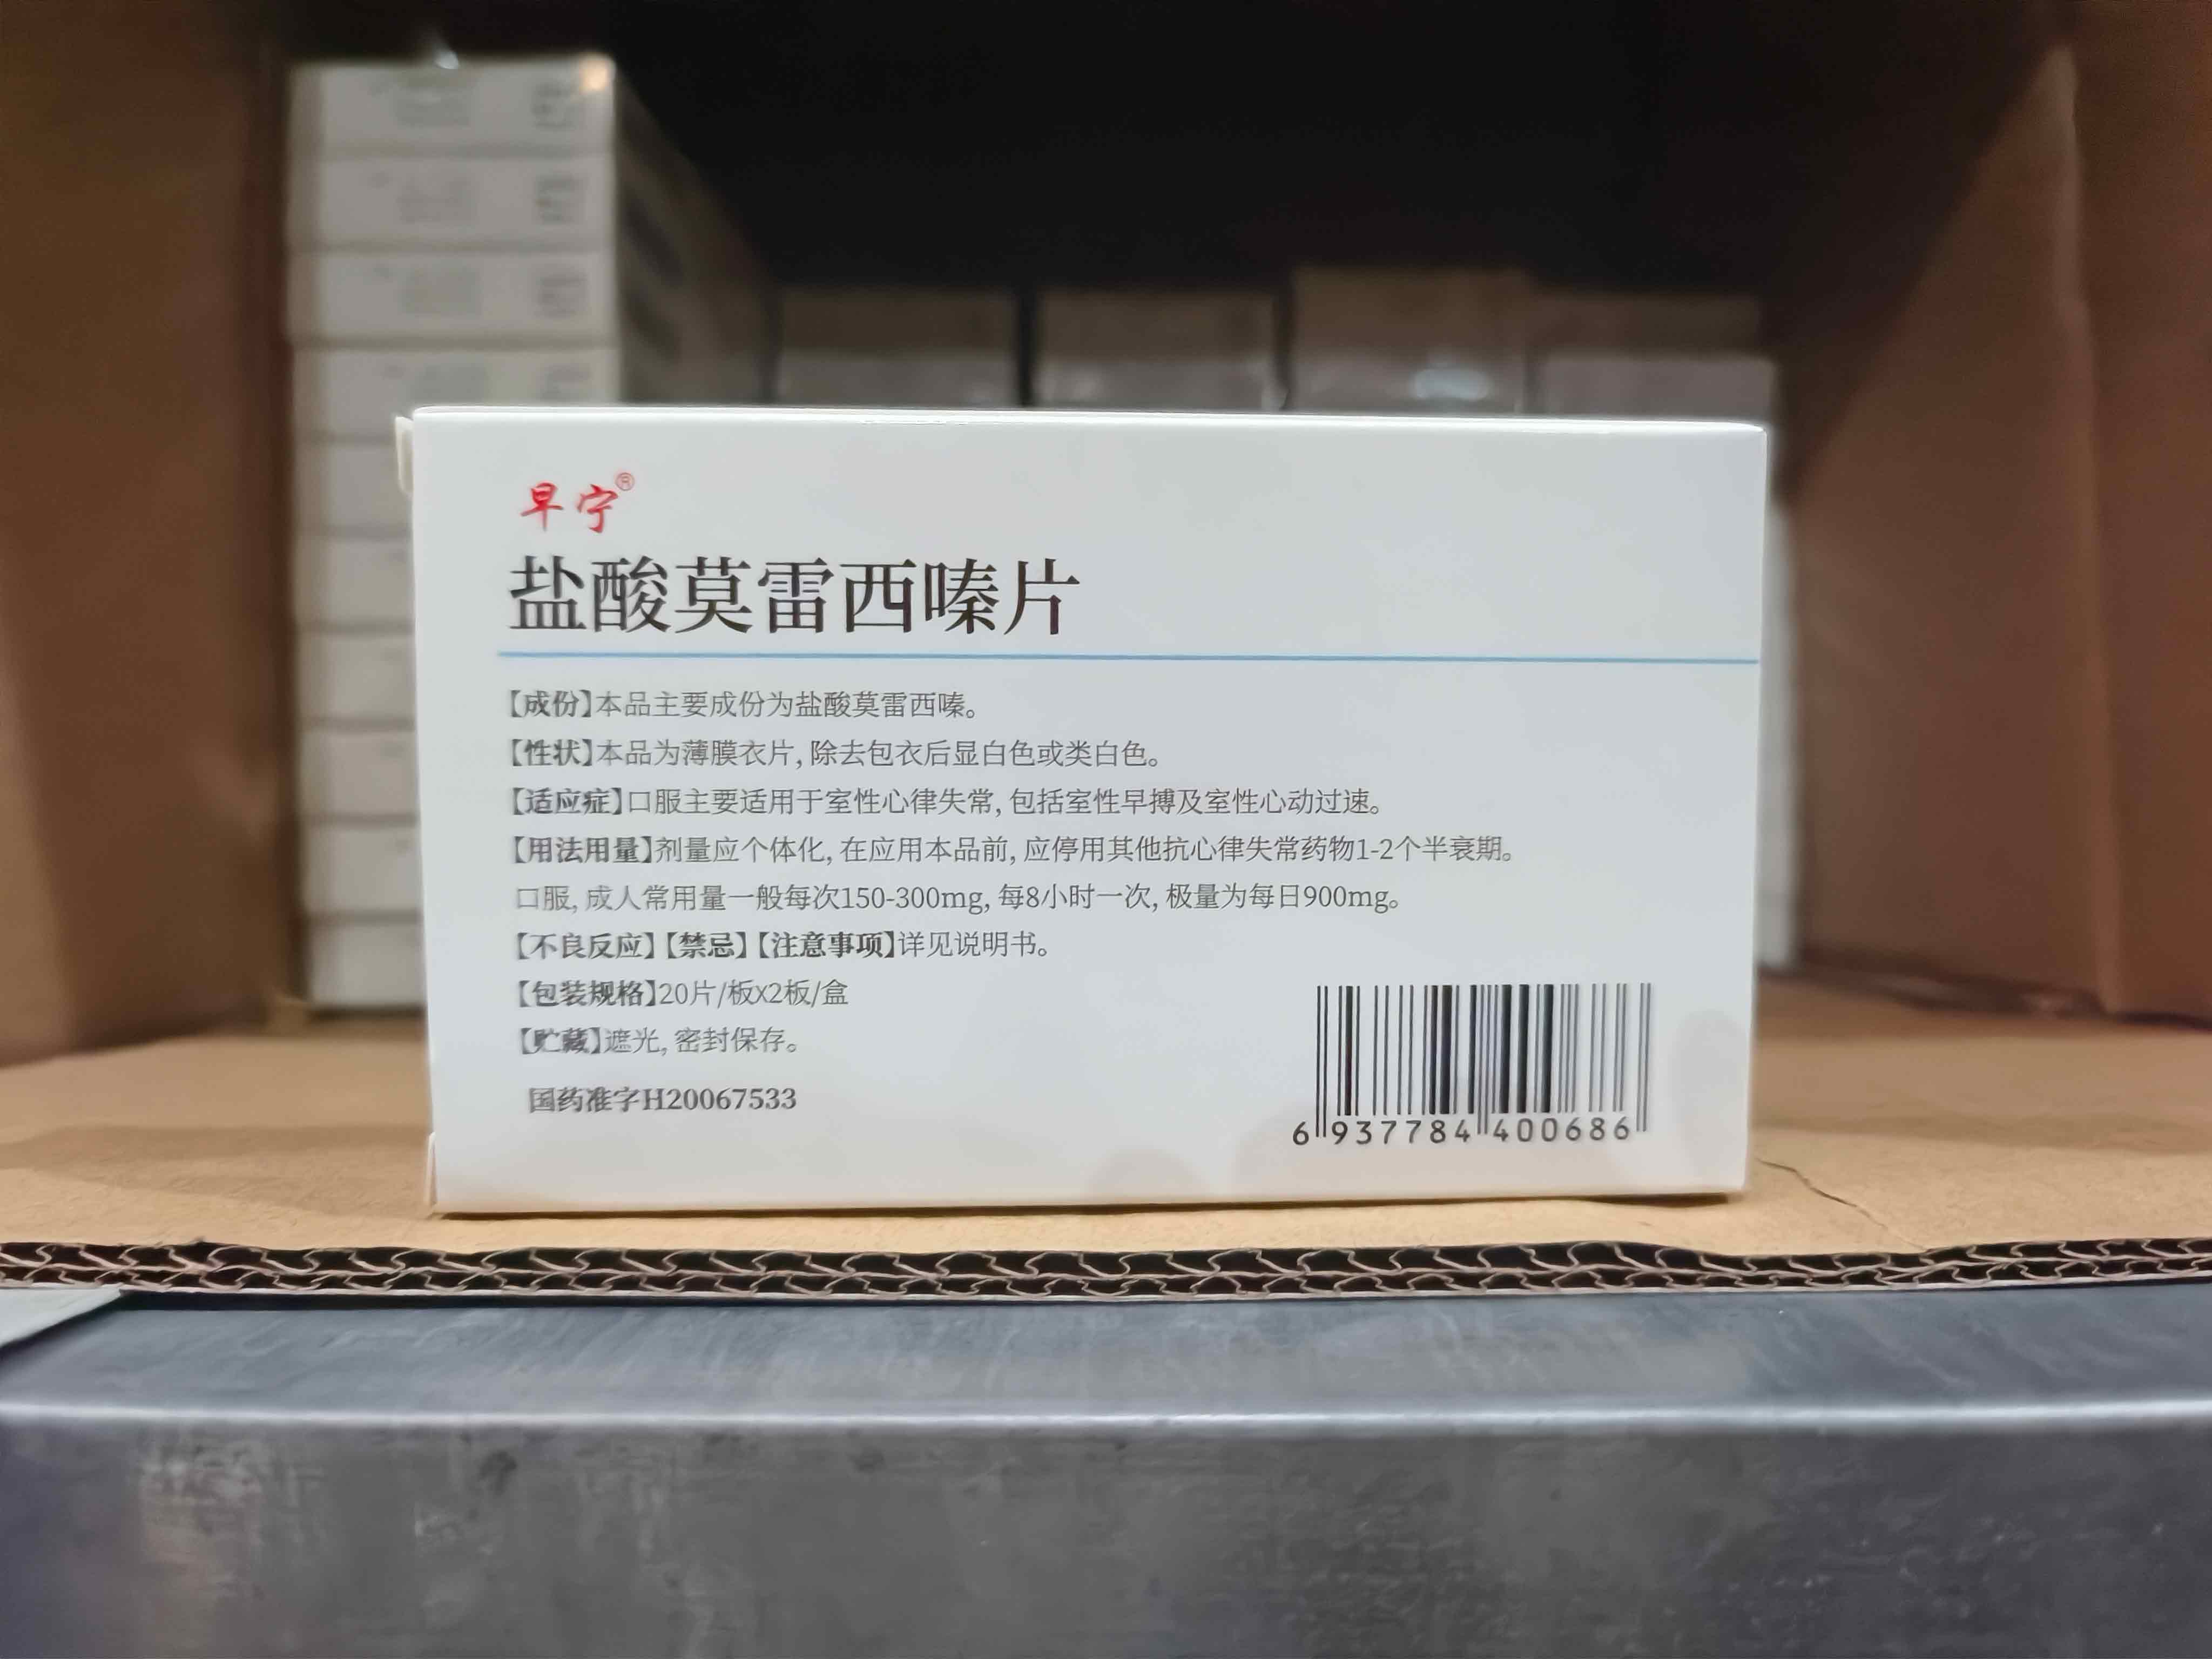 早宁®
盐酸莫雷西嗪片
【成份】本品主要成份为盐酸莫雷西嗪。
【性状】本品为薄膜衣片,除去包衣后显白色或类白色。
【适应症】口服主要适用于室性心律失常,包括室性早搏及室性心动过速。
【用法用量】剂量应个体化,在应用本品前,应停用其他抗心律失常药物1-2个半衰期。
口服,成人常用量一般每次150-300mg,每8小时一次,极量为每日900mg。
【不良反应】【禁忌】【注意事项】详见说明书。
【包装规格】20片/板X2板/盒
【贮藏】遮光,密封保存。
国药准字H20067533
6 937784 400686